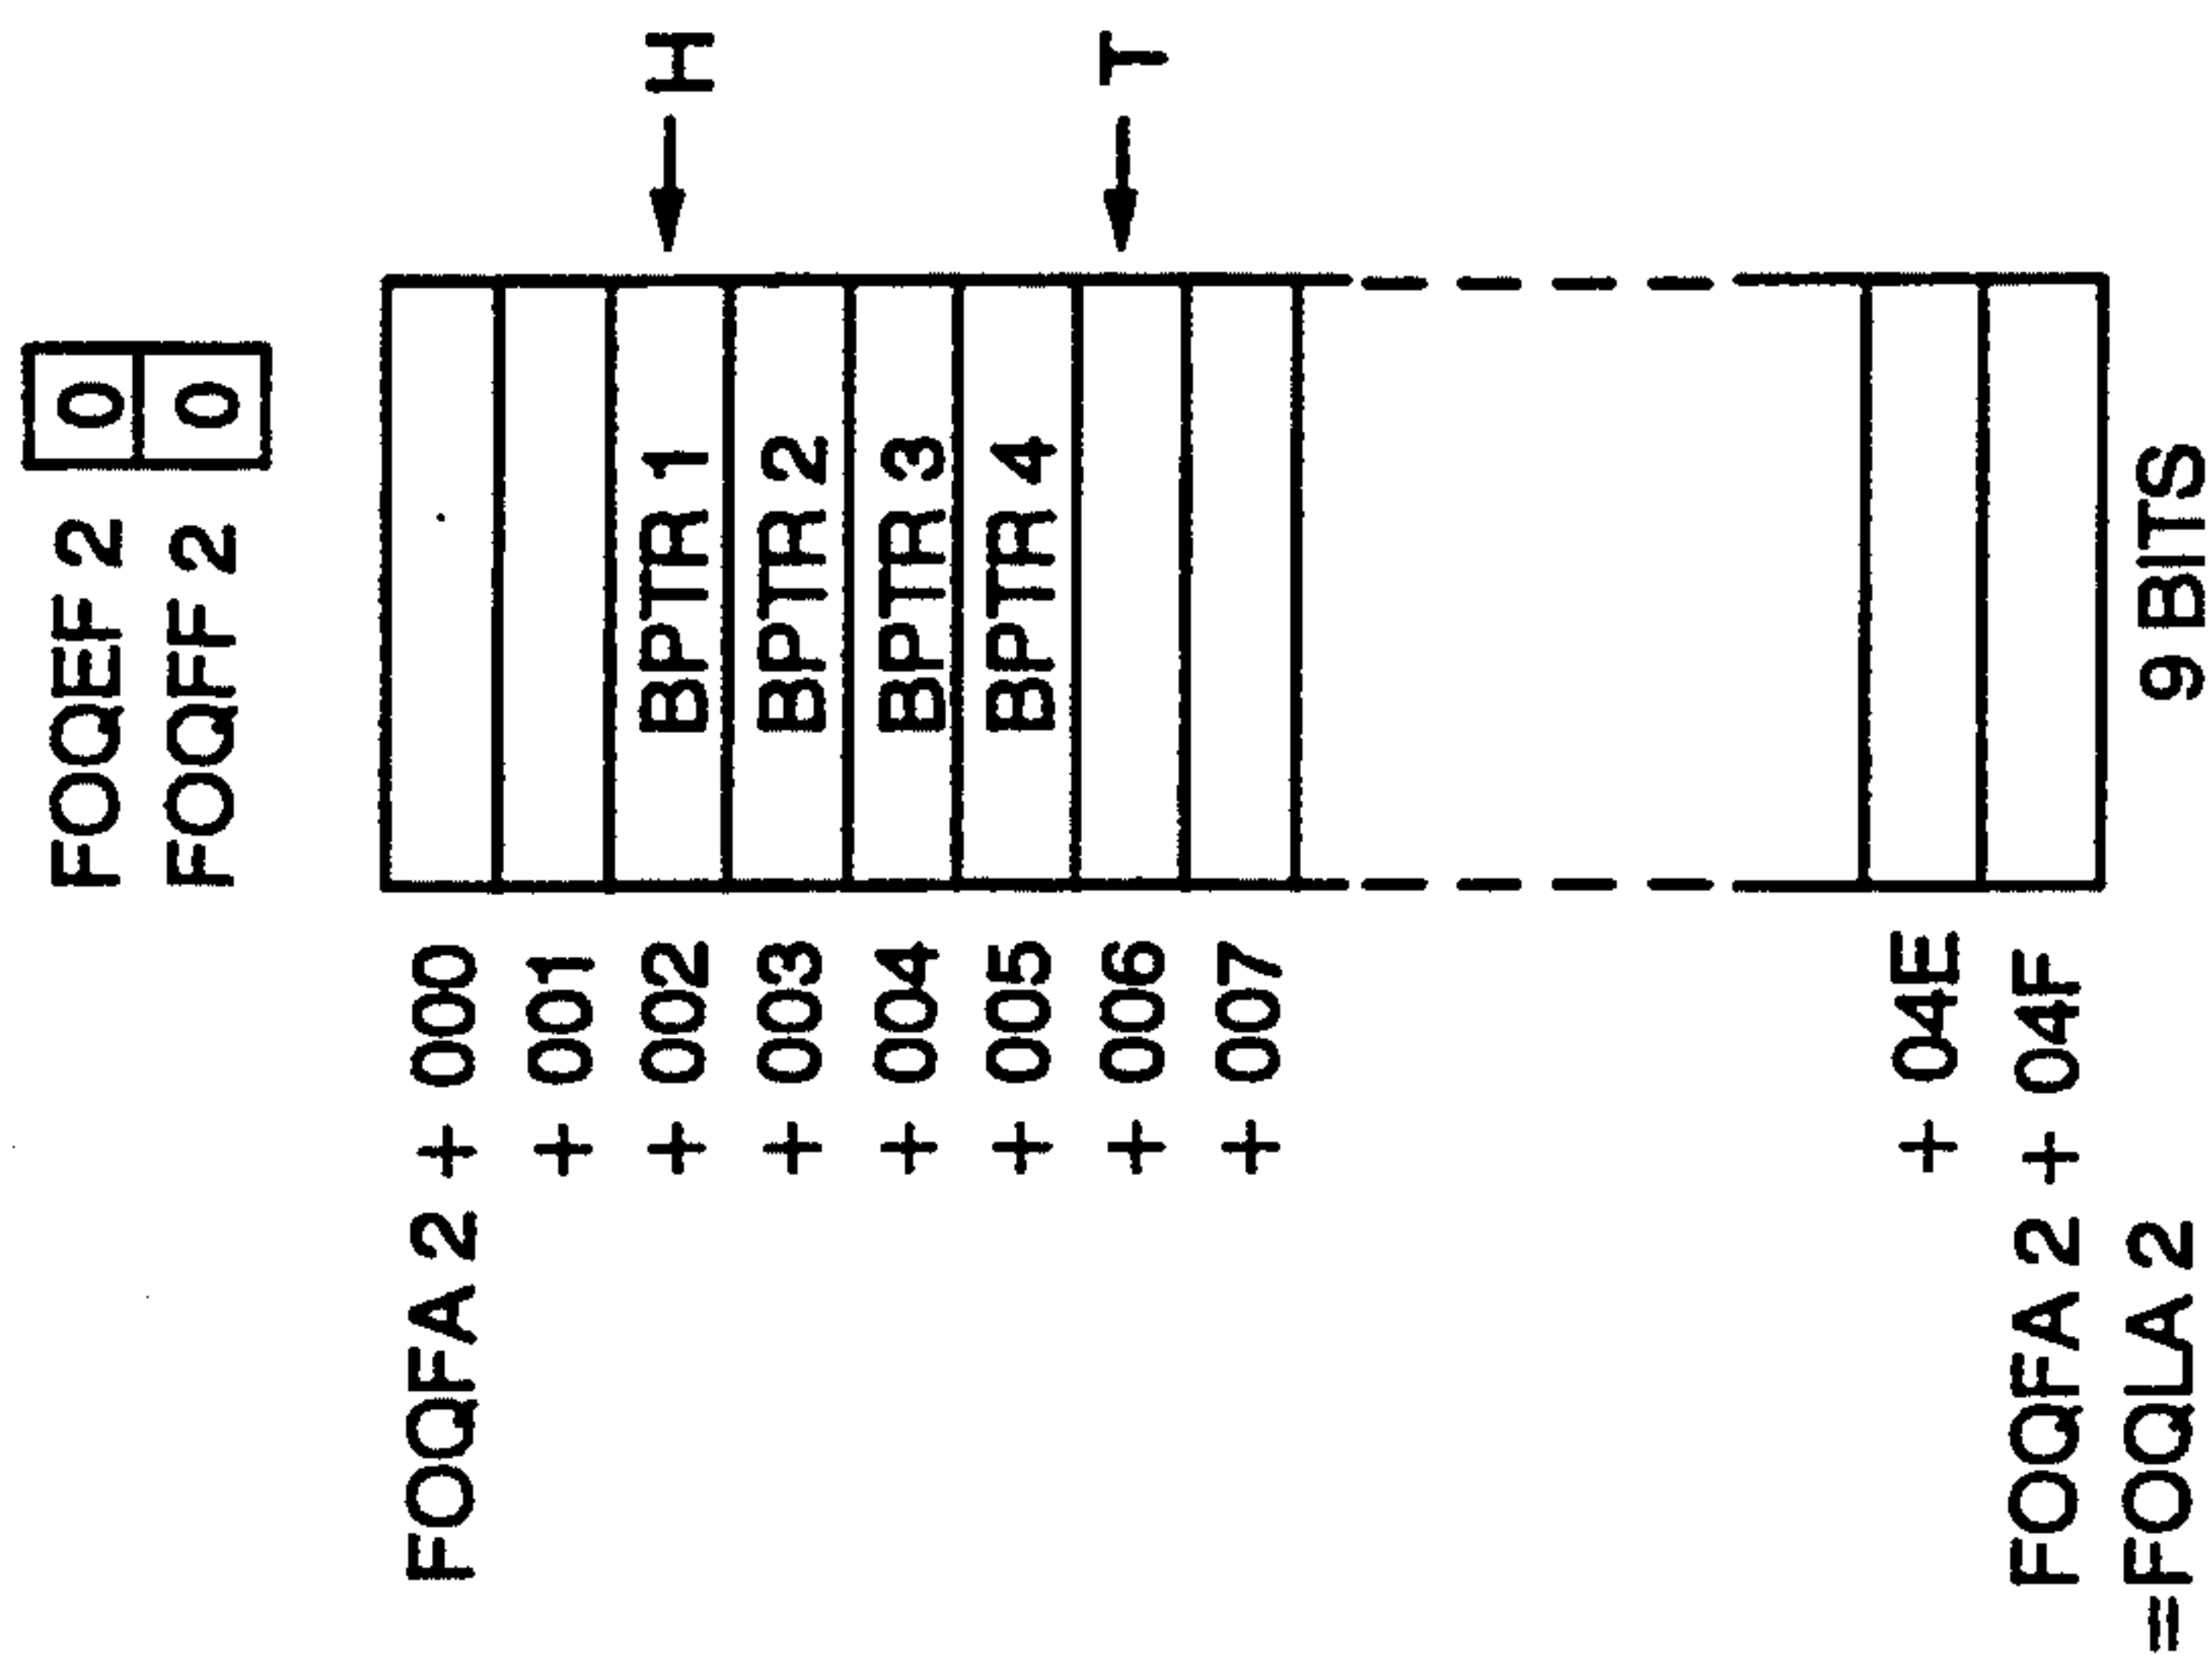 FOQEF 2 0
FOQFF 2 0
FOQFA 2 + 000
+ 001
+ 002 BPTR 1 H
+ 003 BPTR 2
+ 004 BPTR 3
+ 005 BPTR 4
+ 006 T
+ 007
+ 04E
FOQFA 2 + 04F
=FOQLA 2
9 BITS